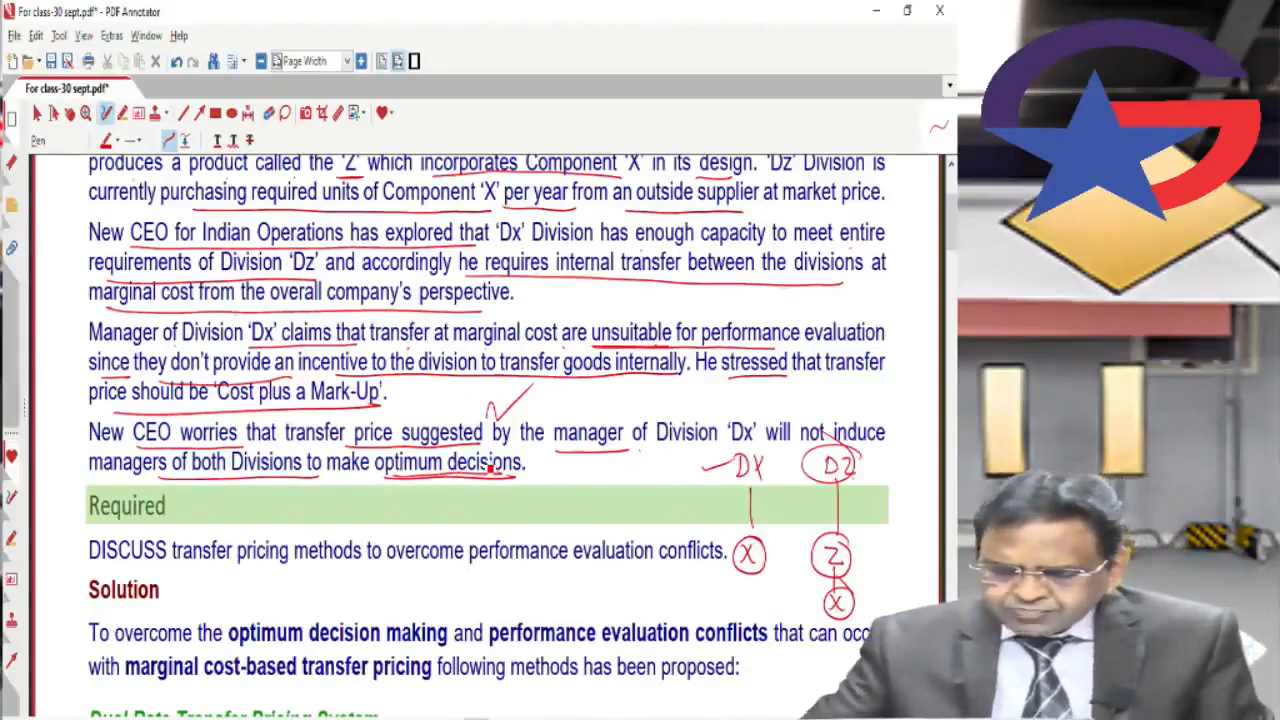 For class-30 sept.pdf* - PDF Annotator
File Edit Tool View Extras Window Help
Page Width
For class-30 sept.pdf*
Pen
produces a product called the ‘Z’ which incorporates Component ‘X’ in its design. ‘Dz’ Division is
currently purchasing required units of Component ‘X’ per year from an outside supplier at market price.
New CEO for Indian Operations has explored that ‘Dx’ Division has enough capacity to meet entire
requirements of Division ‘Dz’ and accordingly he requires internal transfer between the divisions at
marginal cost from the overall company’s perspective.
Manager of Division ‘Dx’ claims that transfer at marginal cost are unsuitable for performance evaluation
since they don’t provide an incentive to the division to transfer goods internally. He stressed that transfer
price should be ‘Cost plus a Mark-Up’.
New CEO worries that transfer price suggested by the manager of Division ‘Dx’ will not induce
managers of both Divisions to make optimum decisions.
DX DZ
Required
DISCUSS transfer pricing methods to overcome performance evaluation conflicts.
X Z
Solution
X
To overcome the optimum decision making and performance evaluation conflicts that can
with marginal cost-based transfer pricing following methods has been proposed:
Dual Rate Transfer Pricing System